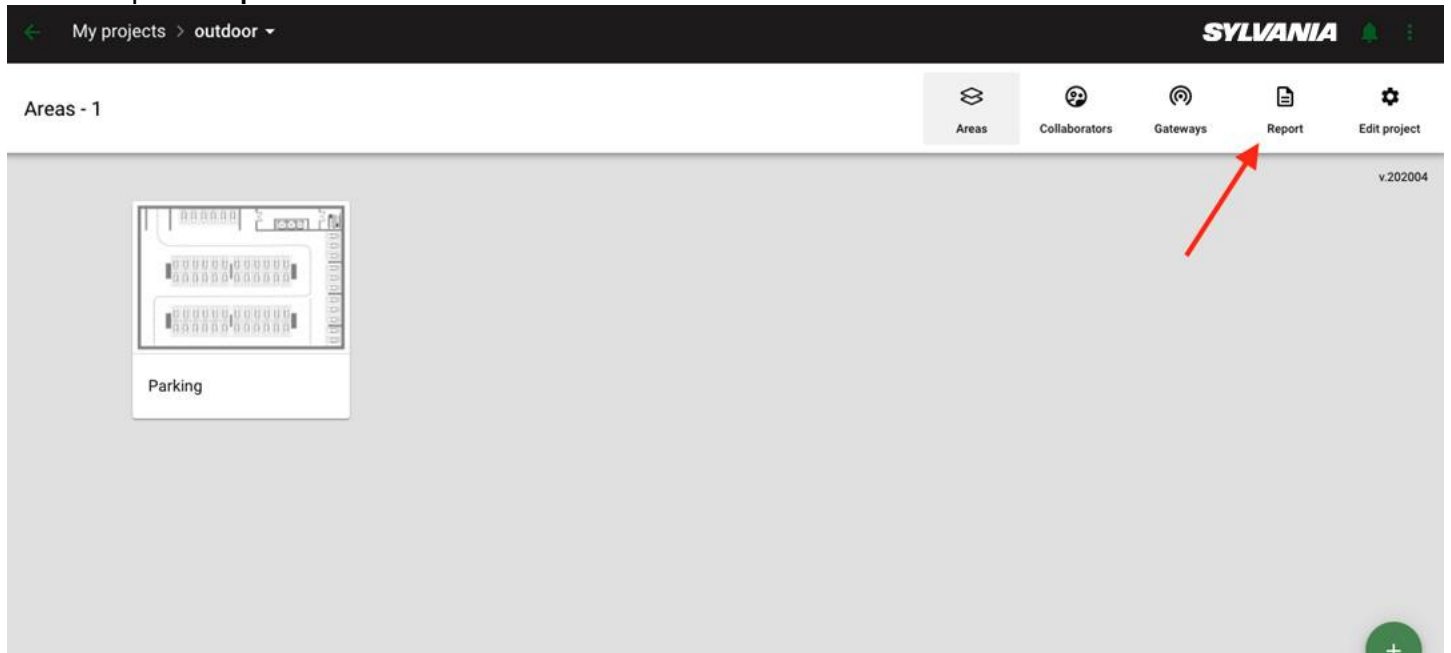 My projects > outdoor
SYLVANIA
Areas - 1
Areas
Collaborators
Gateways
Report
Edit project
v.202004
Parking
+